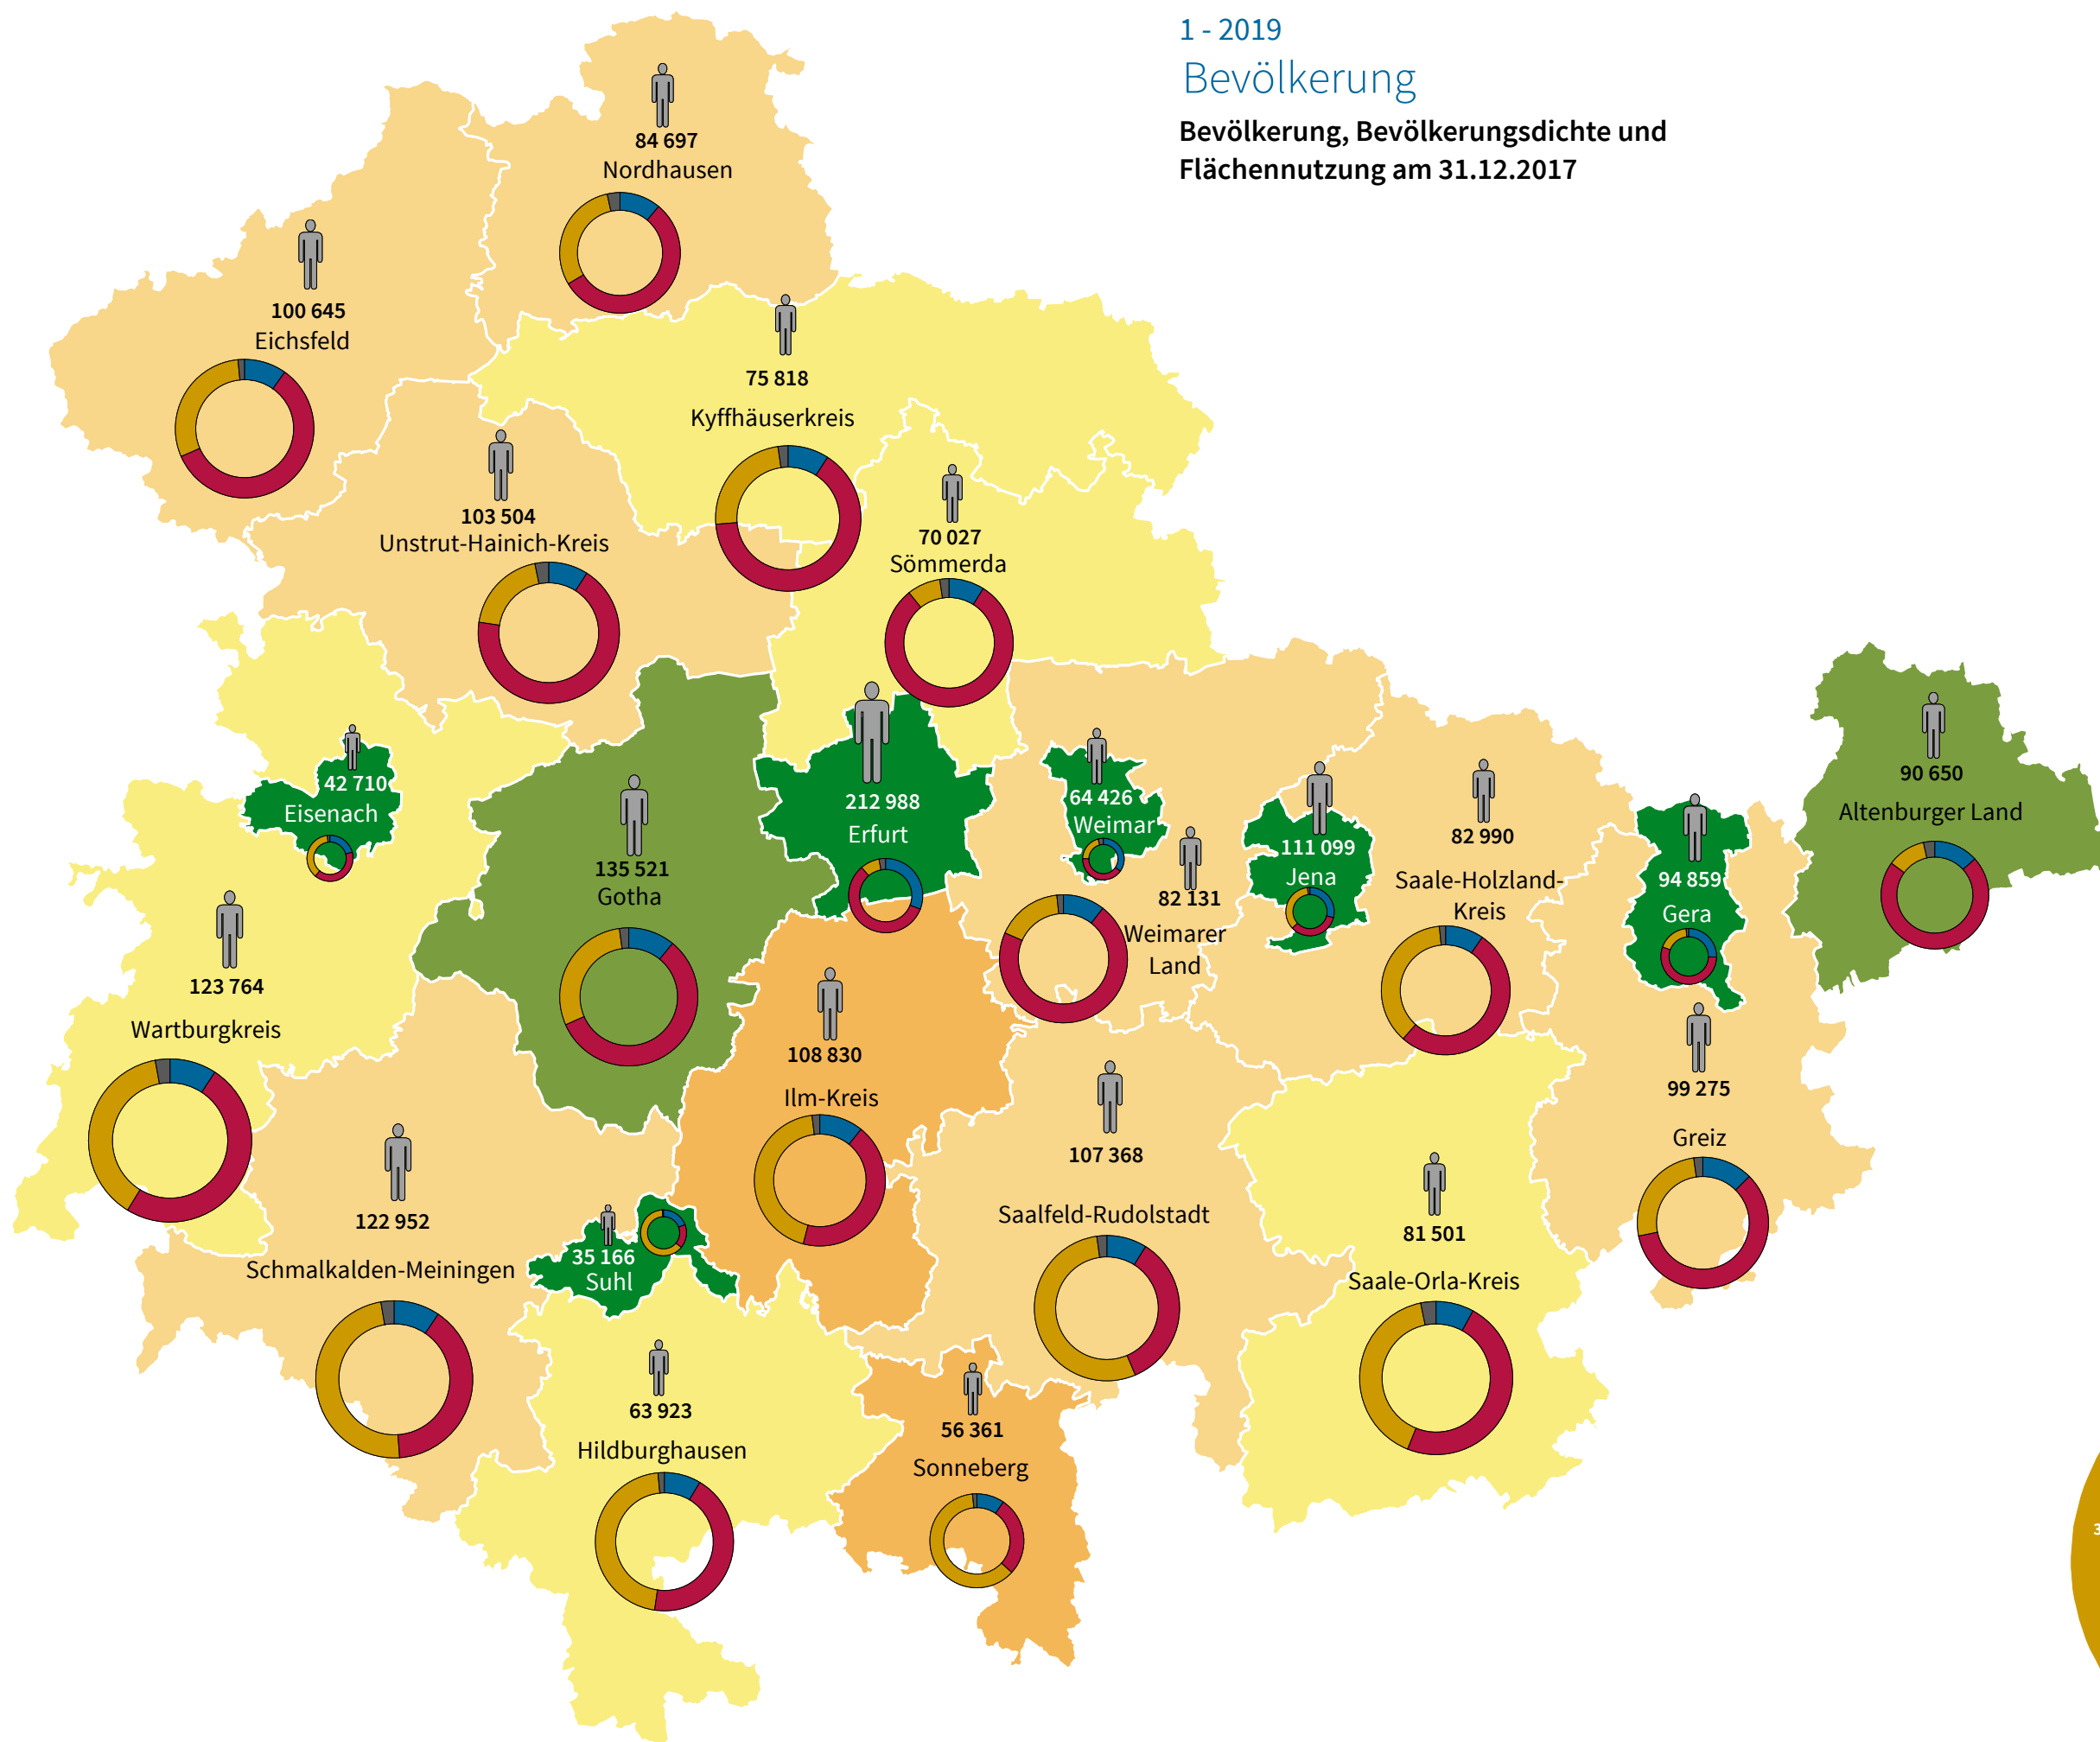 1 - 2019
Bevölkerung
Bevölkerung, Bevölkerungsdichte und
Flächennutzung am 31.12.2017
84 697
Nordhausen
100 645
Eichsfeld
75 818
Kyffhäuserkreis
103 504
Unstrut-Hainich-Kreis
70 027
Sömmerda
42 710
Eisenach
135 521
Gotha
212 988
Erfurt
64 426
Weimar
82 131
Weimarer
Land
111 099
Jena
82 990
Saale-Holzland-
Kreis
94 859
Gera
90 650
Altenburger Land
123 764
Wartburgkreis
108 830
Ilm-Kreis
99 275
Greiz
107 368
Saalfeld-Rudolstadt
122 952
Schmalkalden-Meiningen
35 166
Suhl
81 501
Saale-Orla-Kreis
63 923
Hildburghausen
56 361
Sonneberg